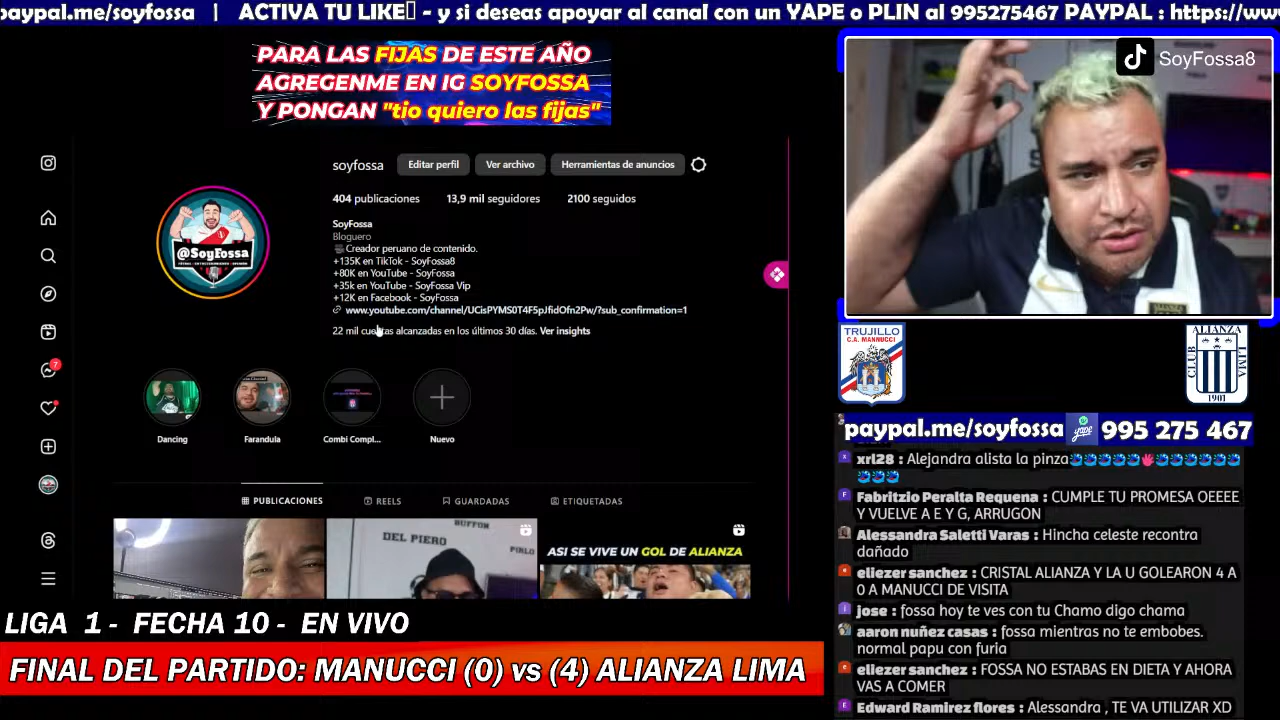 paypal.me/soyfossa | ACTIVA TU LIKE - y si deseas apoyar al canal con un YAPE o PLIN al 995275467 PAYPAL : https://ww
PARA LAS FIJAS DE ESTE AÑO
AGREGENME EN IG SOYFOSSA
Y PONGAN "tio quiero las fijas"
SoyFossa8
soyfossa Editar perfil Ver archivo Herramientas de anuncios
404 publicaciones 13,9 mil seguidores 2100 seguidos
SoyFossa
Bloguero
Creador peruano de contenido.
+135K en TikTok - SoyFossa8
+80K en YouTube - SoyFossa
+35k en YouTube - SoyFossa Vip
+12K en Facebook - SoyFossa
www.youtube.com/channel/UCisPYMS0T4F5pJfidOfn2Pw/?sub_confirmation=1
22 mil cuentas alcanzadas en los últimos 30 días. Ver insights
@SoyFossa
7
Dancing
Farandula
Combi Compl...
Nuevo
PUBLICACIONES
REELS
GUARDADAS
ETIQUETADAS
BUFFON
DEL PIERO
PIRLO
ASI SE VIVE UN GOL DE ALIANZA
TRUJILLO
C.A. MANNUCCI
CLUB ALIANZA LIMA
1901
paypal.me/soyfossa yape 995 275 467
xrl28 : Alejandra alista la pinza
Fabritzio Peralta Requena : CUMPLE TU PROMESA OEEEE
Y VUELVE A E Y G, ARRUGON
Alessandra Saletti Varas : Hincha celeste recontra
dañado
eliezer sanchez : CRISTAL ALIANZA Y LA U GOLEARON 4 A
0 A MANUCCI DE VISITA
jose : fossa hoy te ves con tu Chamo digo chama
aaron nuñez casas : fossa mientras no te embobes.
normal papu con furia
eliezer sanchez : FOSSA NO ESTABAS EN DIETA Y AHORA
VAS A COMER
Edward Ramirez flores : Alessandra , TE VA UTILIZAR XD
LIGA 1 - FECHA 10 - EN VIVO
FINAL DEL PARTIDO: MANUCCI (0) vs (4) ALIANZA LIMA